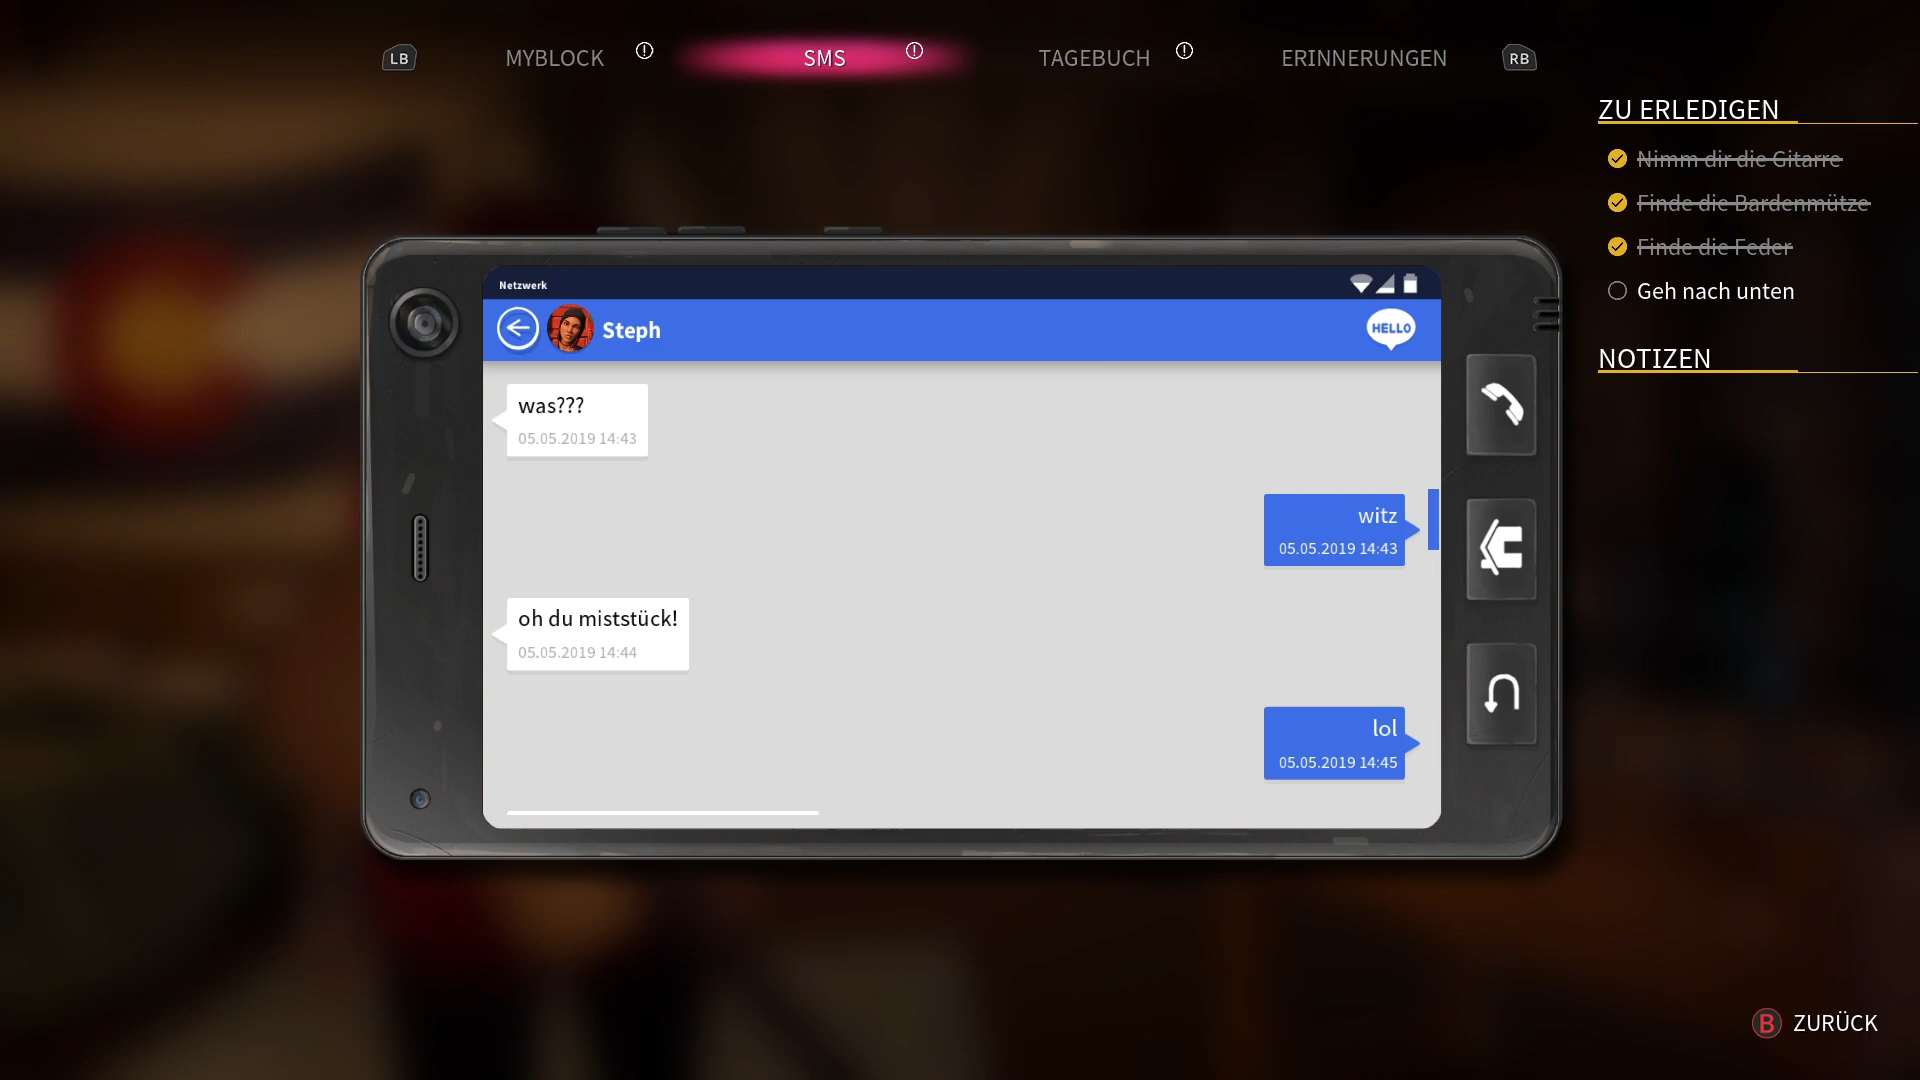 LB
MYBLOCK
SMS
TAGEBUCH
ERINNERUNGEN
RB
ZU ERLEDIGEN
Nimm dir die Gitarre
Finde die Bardenmütze
Finde die Feder
Geh nach unten
NOTIZEN
Netzwerk
Steph
HELLO
was???
05.05.2019 14:43
witz
05.05.2019 14:43
oh du miststück!
05.05.2019 14:44
lol
05.05.2019 14:45
B ZURÜCK